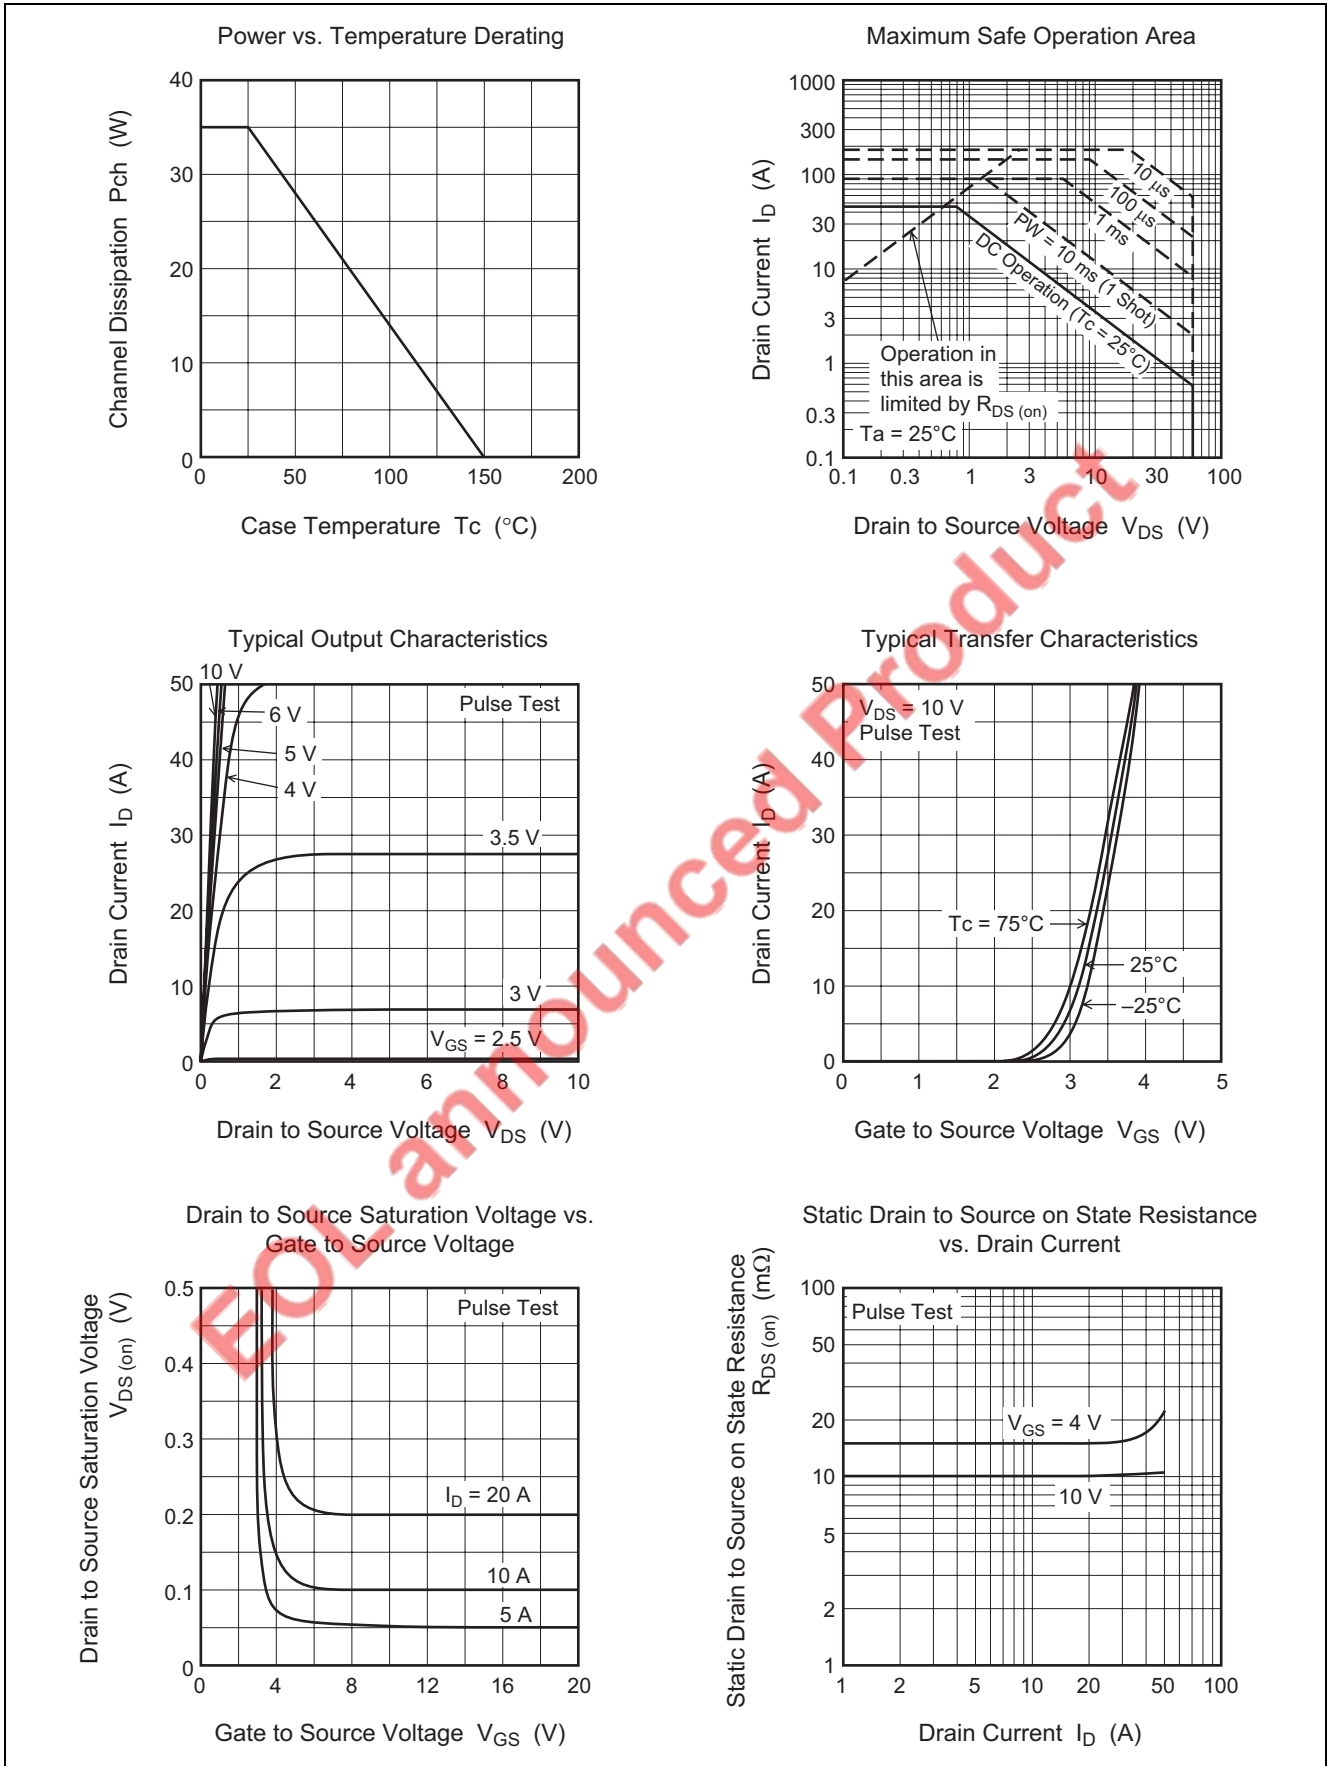 Power vs. Temperature Derating
Channel Dissipation Pch (W)
40
30
20
10
0
0 50 100 150 200
Case Temperature Tc (°C)
Maximum Safe Operation Area
Drain Current ID (A)
1000
300
100
30
10
3
1
0.3
0.1
10 µs
100 µs
1 ms
PW = 10 ms (1 Shot)
DC Operation (Tc = 25°C)
Operation in
this area is
limited by RDS (on)
Ta = 25°C
0.1 0.3 1 3 10 30 100
Drain to Source Voltage VDS (V)
Typical Output Characteristics
Drain Current ID (A)
50
40
30
20
10
0
10 V
6 V
5 V
4 V
Pulse Test
3.5 V
3 V
VGS = 2.5 V
0 2 4 6 8 10
Drain to Source Voltage VDS (V)
Typical Transfer Characteristics
Drain Current ID (A)
50
40
30
20
10
0
VDS = 10 V
Pulse Test
Tc = 75°C
25°C
–25°C
0 1 2 3 4 5
Gate to Source Voltage VGS (V)
Drain to Source Saturation Voltage vs.
Gate to Source Voltage
Drain to Source Saturation Voltage
VDS (on) (V)
0.5
0.4
0.3
0.2
0.1
0
Pulse Test
ID = 20 A
10 A
5 A
0 4 8 12 16 20
Gate to Source Voltage VGS (V)
Static Drain to Source on State Resistance
vs. Drain Current
Static Drain to Source on State Resistance
RDS (on) (mΩ)
100
50
20
10
5
2
1
Pulse Test
VGS = 4 V
10 V
1 2 5 10 20 50 100
Drain Current ID (A)
EOL announced Product